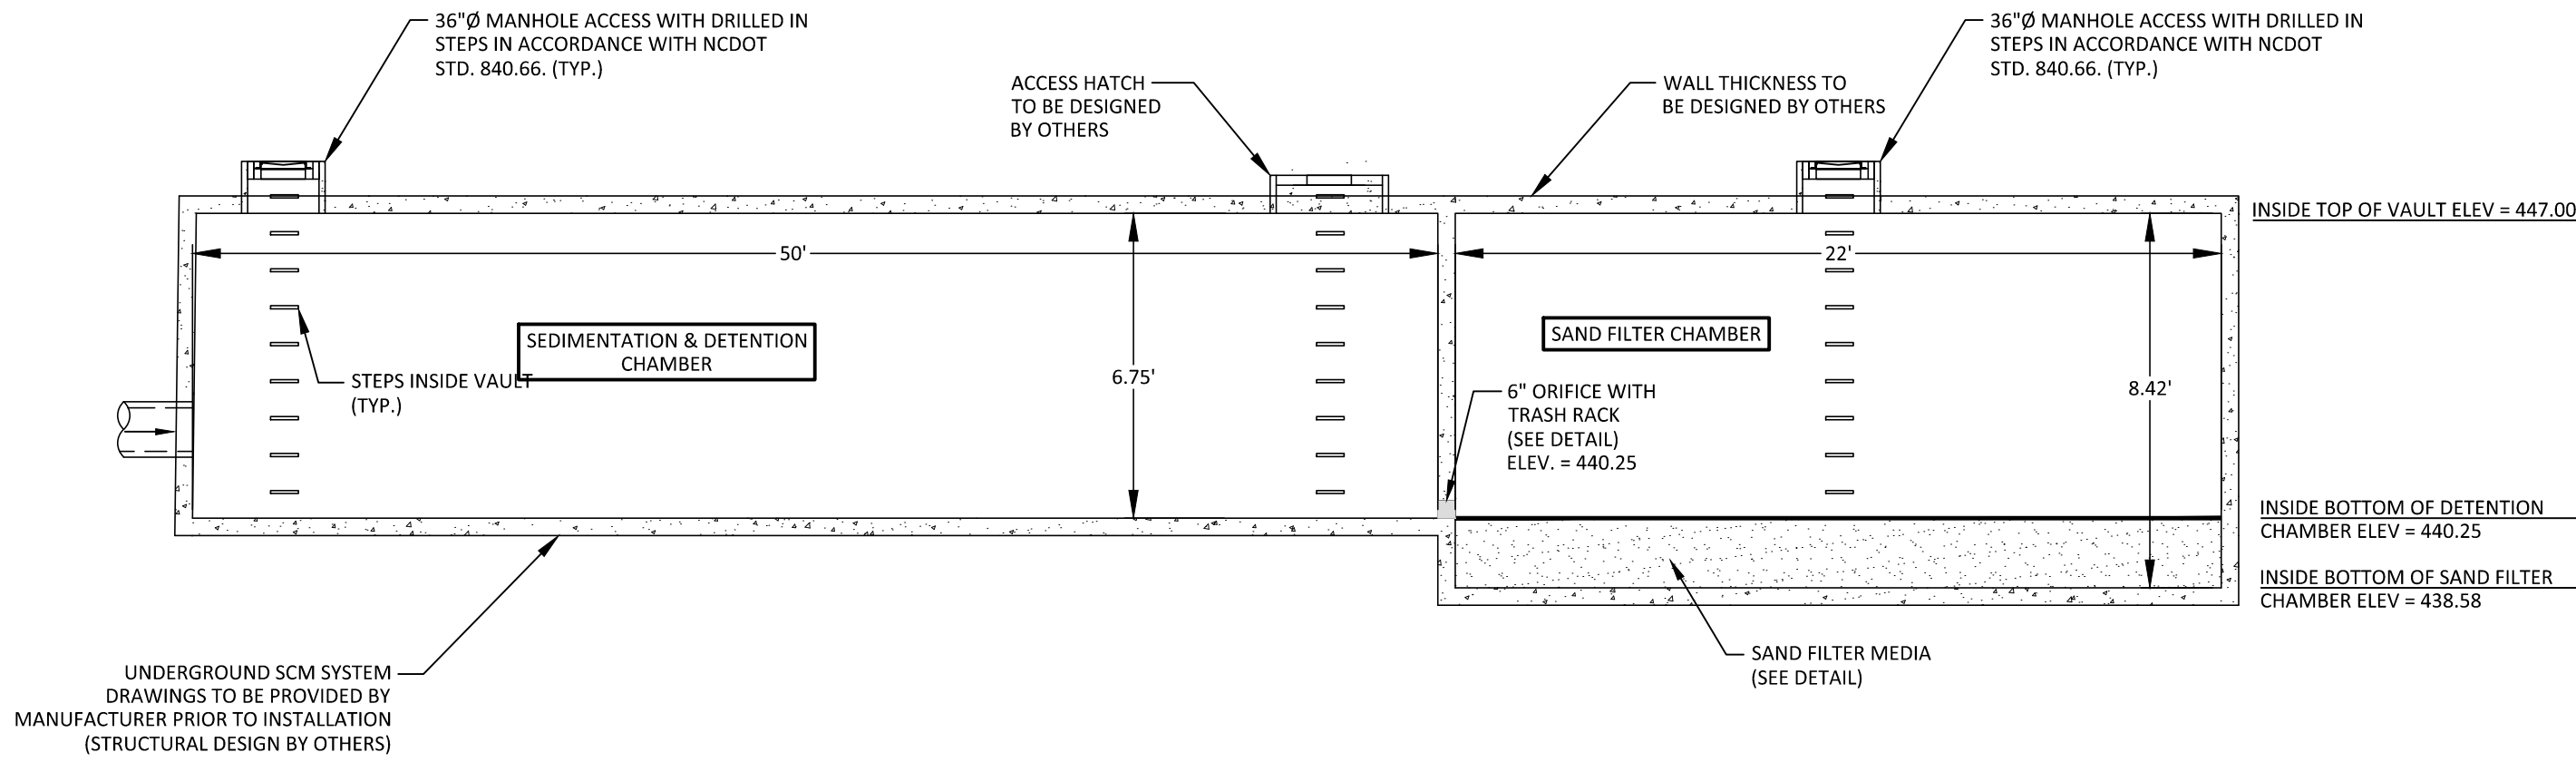 36"Ø MANHOLE ACCESS WITH DRILLED IN
STEPS IN ACCORDANCE WITH NCDOT
STD. 840.66. (TYP.)
36"Ø MANHOLE ACCESS WITH DRILLED IN
STEPS IN ACCORDANCE WITH NCDOT
STD. 840.66. (TYP.)
ACCESS HATCH
TO BE DESIGNED
BY OTHERS
WALL THICKNESS TO
BE DESIGNED BY OTHERS
INSIDE TOP OF VAULT ELEV = 447.00
50'
22'
SEDIMENTATION & DETENTION
CHAMBER
SAND FILTER CHAMBER
STEPS INSIDE VAULT
(TYP.)
6.75'
8.42'
6" ORIFICE WITH
TRASH RACK
(SEE DETAIL)
ELEV. = 440.25
INSIDE BOTTOM OF DETENTION
CHAMBER ELEV = 440.25
INSIDE BOTTOM OF SAND FILTER
CHAMBER ELEV = 438.58
SAND FILTER MEDIA
(SEE DETAIL)
UNDERGROUND SCM SYSTEM
DRAWINGS TO BE PROVIDED BY
MANUFACTURER PRIOR TO INSTALLATION
(STRUCTURAL DESIGN BY OTHERS)